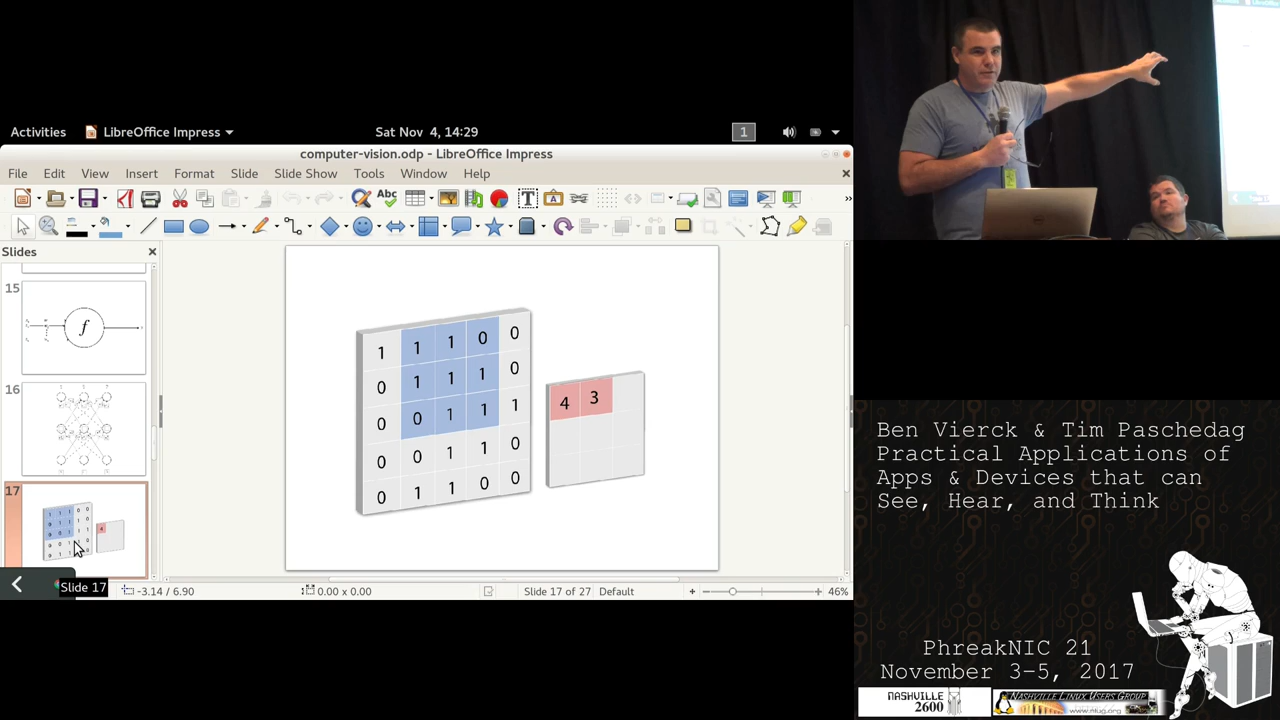 Activities LibreOffice Impress Sat Nov 4, 14:29 1
computer-vision.odp - LibreOffice Impress
File Edit View Insert Format Slide Slide Show Tools Window Help
Abc
Slides
15
f
16
17
1 1 1 0 0
0 1 1 1 0
0 0 1 1 1
0 0 1 1 0
0 1 1 0 0
4 3
Slide 17
-3.14 / 6.90 0.00 x 0.00 Slide 17 of 27 Default 46%
Ben Vierck & Tim Paschedag
Practical Applications of
Apps & Devices that can
See, Hear, and Think
PhreakNIC 21
November 3-5, 2017
NASHVILLE
2600
NASHVILLE LINUX USERS GROUP
www.nlug.org